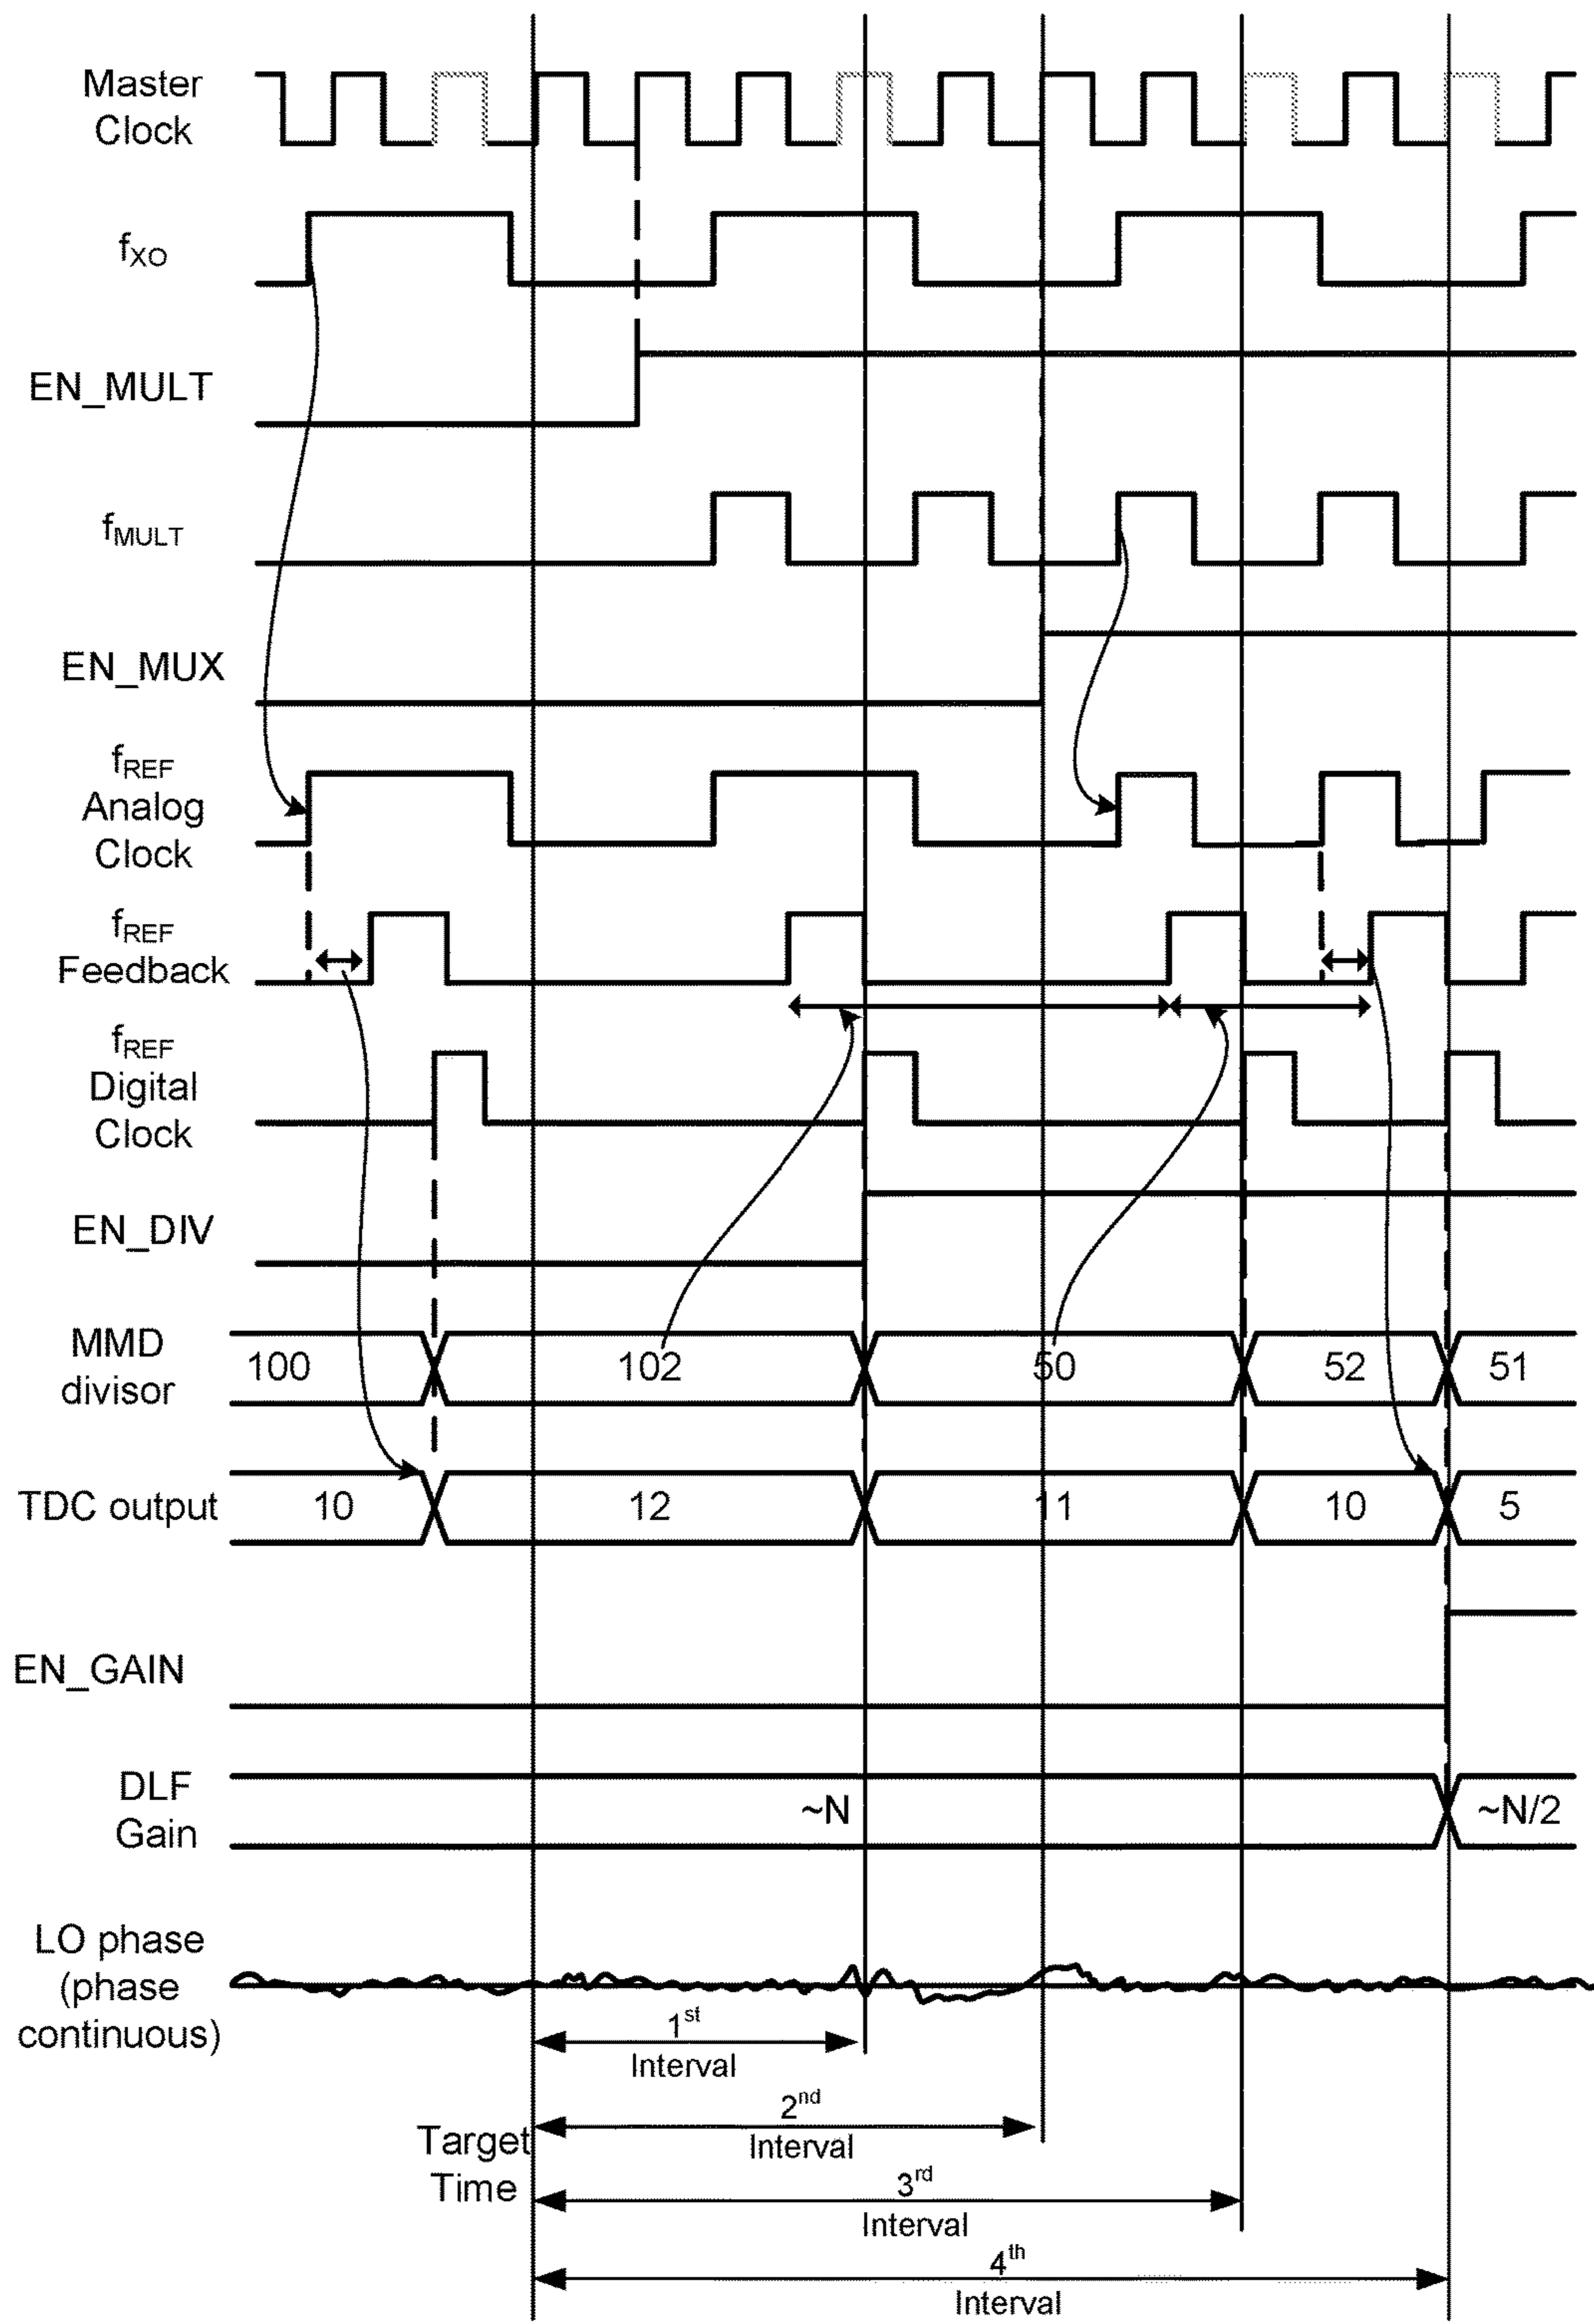 Master
Clock
fXO
EN_MULT
fMULT
EN_MUX
fREF
Analog
Clock
fREF
Feedback
fREF
Digital
Clock
EN_DIV
MMD
divisor
100
102
50
52
51
TDC output
10
12
11
10
5
EN_GAIN
DLF
Gain
~N
~N/2
LO phase
(phase
continuous)
1st
Interval
2nd
Interval
Target
Time
3rd
Interval
4th
Interval